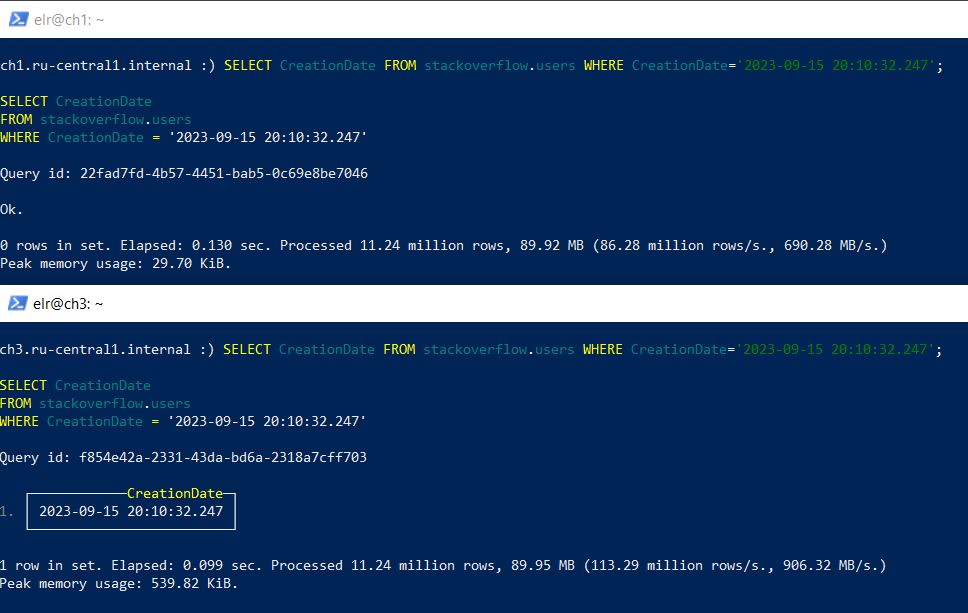 elr@ch1: ~
ch1.ru-central1.internal :) SELECT CreationDate FROM stackoverflow.users WHERE CreationDate='2023-09-15 20:10:32.247';
SELECT CreationDate
FROM stackoverflow.users
WHERE CreationDate = '2023-09-15 20:10:32.247'
Query id: 22fad7fd-4b57-4451-bab5-0c69e8be7046
Ok.
0 rows in set. Elapsed: 0.130 sec. Processed 11.24 million rows, 89.92 MB (86.28 million rows/s., 690.28 MB/s.)
Peak memory usage: 29.70 KiB.
elr@ch3: ~
ch3.ru-central1.internal :) SELECT CreationDate FROM stackoverflow.users WHERE CreationDate='2023-09-15 20:10:32.247';
SELECT CreationDate
FROM stackoverflow.users
WHERE CreationDate = '2023-09-15 20:10:32.247'
Query id: f854e42a-2331-43da-bd6a-2318a7cff703
CreationDate
1. 2023-09-15 20:10:32.247
1 row in set. Elapsed: 0.099 sec. Processed 11.24 million rows, 89.95 MB (113.29 million rows/s., 906.32 MB/s.)
Peak memory usage: 539.82 KiB.